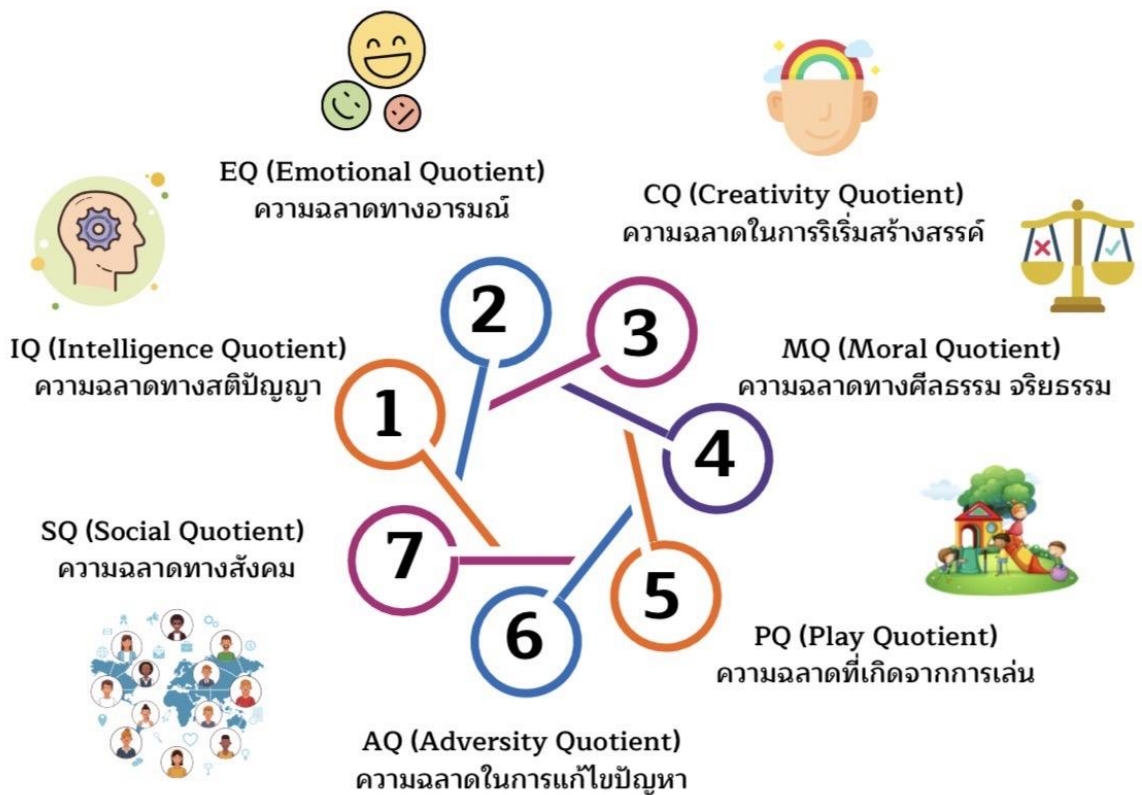 EQ (Emotional Quotient)
ความฉลาดทางอารมณ์
CQ (Creativity Quotient)
ความฉลาดในการริเริ่มสร้างสรรค์
IQ (Intelligence Quotient)
ความฉลาดทางสติปัญญา
MQ (Moral Quotient)
ความฉลาดทางศีลธรรม จริยธรรม
2
3
1
4
SQ (Social Quotient)
ความฉลาดทางสังคม
7
5
6
PQ (Play Quotient)
ความฉลาดที่เกิดจากการเล่น
AQ (Adversity Quotient)
ความฉลาดในการแก้ไขปัญหา